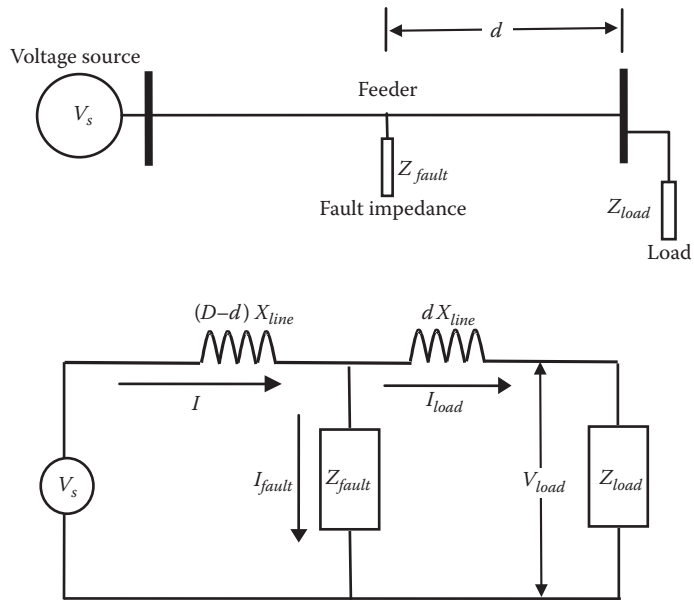 d
Voltage source
V_s
Feeder
Z_fault
Fault impedance
Z_load
Load
(D–d) X_line
d X_line
I
I_load
I_fault
Z_fault
V_load
Z_load
V_s